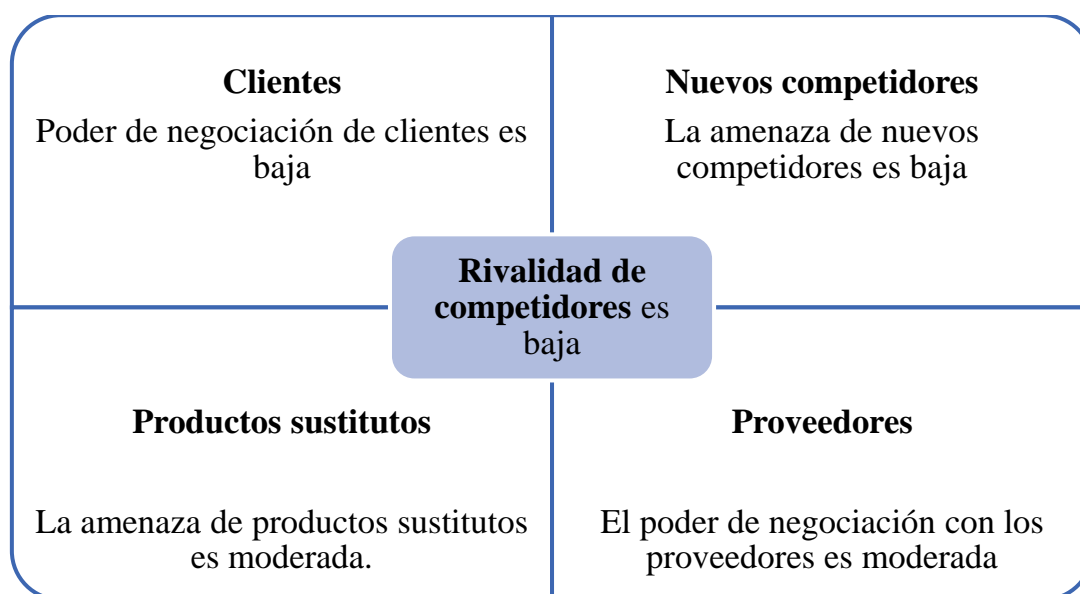 Clientes
Poder de negociación de clientes es
baja
Nuevos competidores
La amenaza de nuevos
competidores es baja
Rivalidad de
competidores es
baja
Productos sustitutos
La amenaza de productos sustitutos
es moderada.
Proveedores
El poder de negociación con los
proveedores es moderada